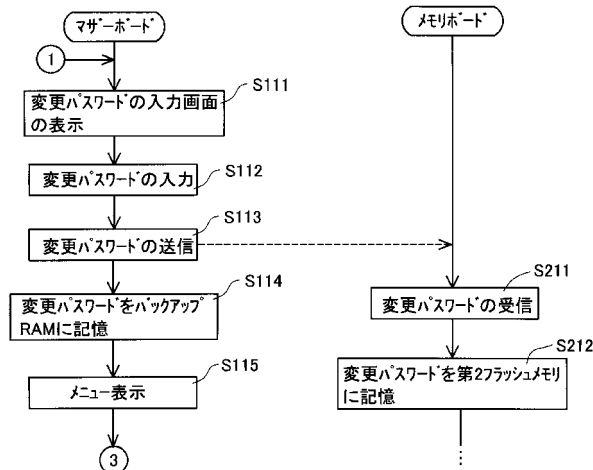 マザーボード
1
変更パスワードの入力画面
の表示
S111
変更パスワードの入力
S112
変更パスワードの送信
S113
変更パスワードをバックアップ
RAMに記憶
S114
メニュー表示
S115
3
メモリボード
変更パスワードの受信
S211
変更パスワードを第2フラッシュメモリ
に記憶
S212